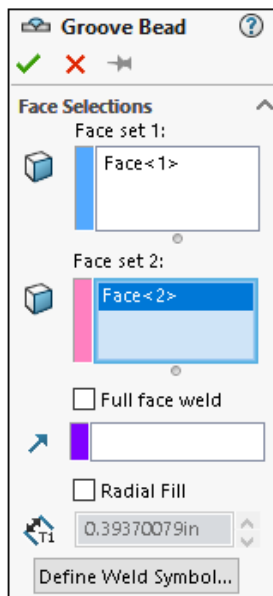 Groove Bead
?
Face Selections
Face set 1:
Face<1>
Face set 2:
Face<2>
Full face weld
Radial Fill
T1
0.39370079in
Define Weld Symbol...